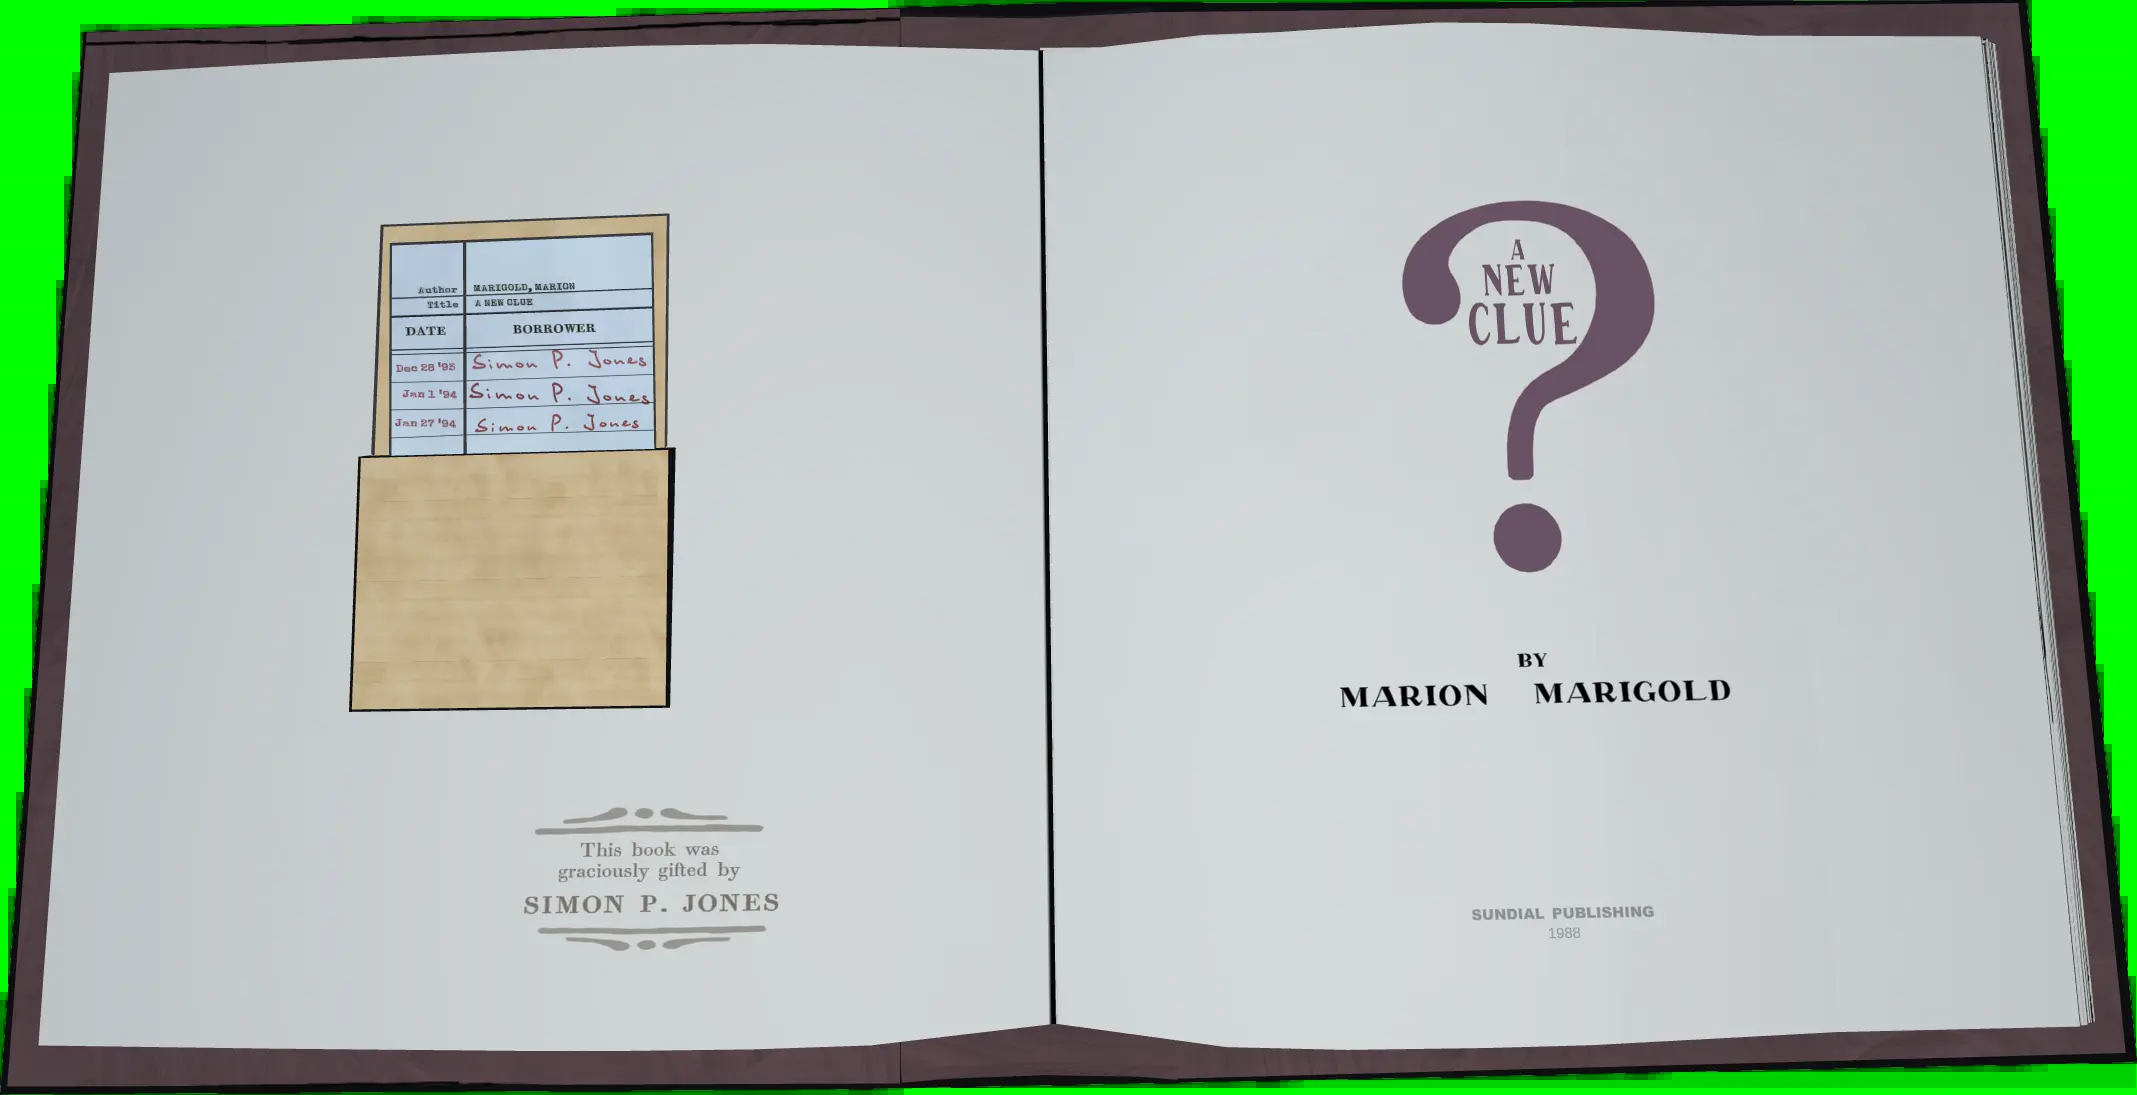 Author MARIGOLD, MARION
Title A NEW CLUE
DATE BORROWER
Dec 28 '93 Simon P. Jones
Jan 1 '94 Simon P. Jones
Jan 27 '94 Simon P. Jones
This book was
graciously gifted by
SIMON P. JONES
A
NEW
CLUE
BY
MARION MARIGOLD
SUNDIAL PUBLISHING
1988